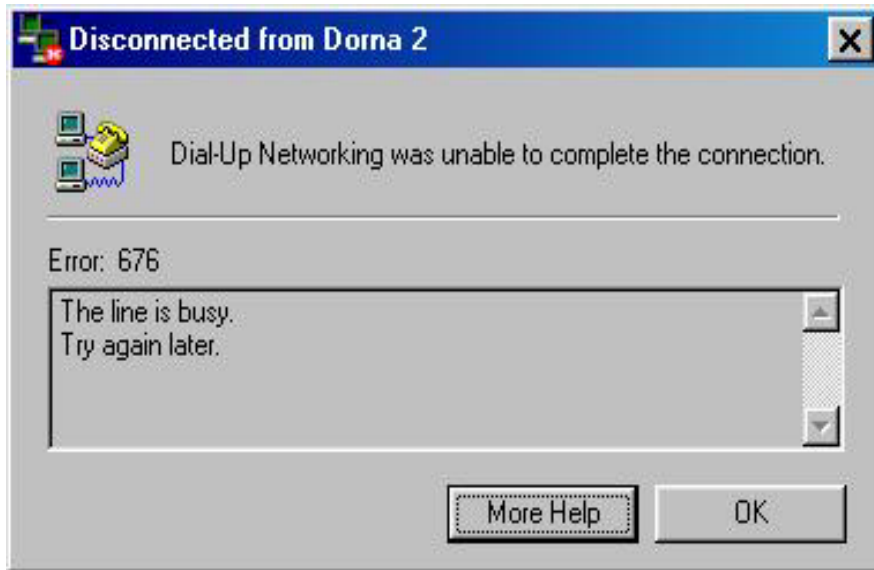 Disconnected from Dorna 2
Dial-Up Networking was unable to complete the connection.
Error: 676
The line is busy.
Try again later.
More Help
OK